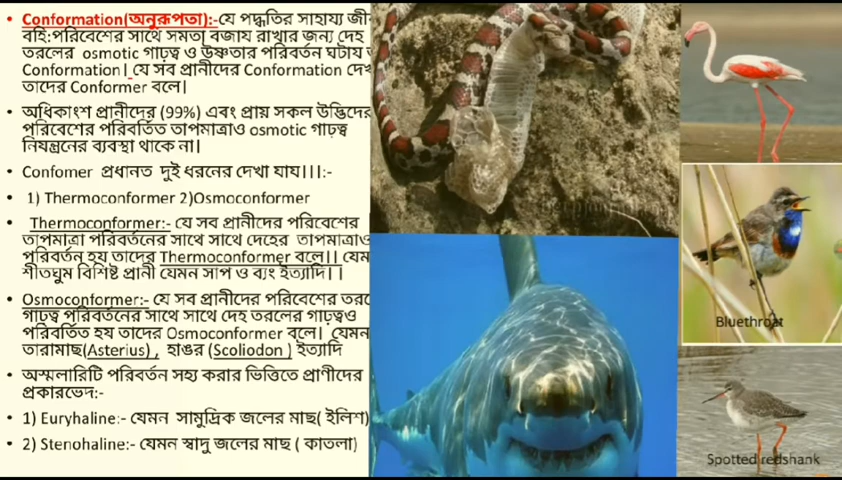 Conformation(অনুরূপতা):-যে পদ্ধতির সাহায্য
বহি:পরিবেশের সাথে সমতা বজায রাখার জন্য দেহ
তরলের osmotic গাঢ়ত্ব ও উষ্ণতার পরিবর্তন ঘটায
Conformation। যে সব প্রানীদের Conformation
তাদের Conformer বলে।
অধিকাংশ প্রানীদের (99%) এবং প্রায় সকল উদ্ভিদের
পরিবেশের পরিবর্তিত তাপমাত্রাও osmotic গাঢ়ত্ব
নিযন্ত্রনের ব্যবস্থা থাকে না।
Confomer প্রধানত দুই ধরনের দেখা যায।।।:-
1) Thermoconformer 2)Osmoconformer
Thermoconformer:- যে সব প্রানীদের পরিবেশের
তাপমাত্রা পরিবর্তনের সাথে সাথে দেহের তাপমাত্রাও
পরিবর্তন হয তাদের Thermoconformer বলে।। যেমন
শীতঘুম বিশিষ্ট প্রানী যেমন সাপ ও ব্যং ইত্যাদি।।
Osmoconformer:- যে সব প্রানীদের পরিবেশের
গাঢ়ত্ব পরিবর্তনের সাথে সাথে দেহ তরলের গাঢ়ত্বও
পরিবর্তিত হয তাদের Osmoconformer বলে। যেমন
তারামাছ(Asterius) , হাঙর (Scoliodon ) ইত্যাদি
অস্মলারিটি পরিবর্তন সহ্য করার ভিত্তিতে প্রাণীদের
প্রকারভেদ:-
1) Euryhaline:- যেমন সামুদ্রিক জলের মাছ( ইলিশ)
2) Stenohaline:- যেমন স্বাদু জলের মাছ ( কাতলা)
Bluethroat
Spotted redshank